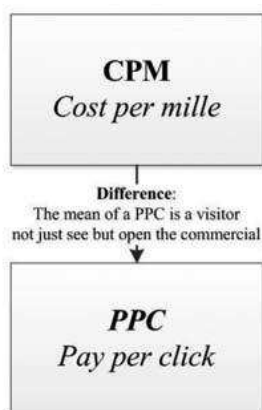 CPM
Cost per mille
Difference:
The mean of a PPC is a visitor
not just see but open the commercial
PPC
Pay per click